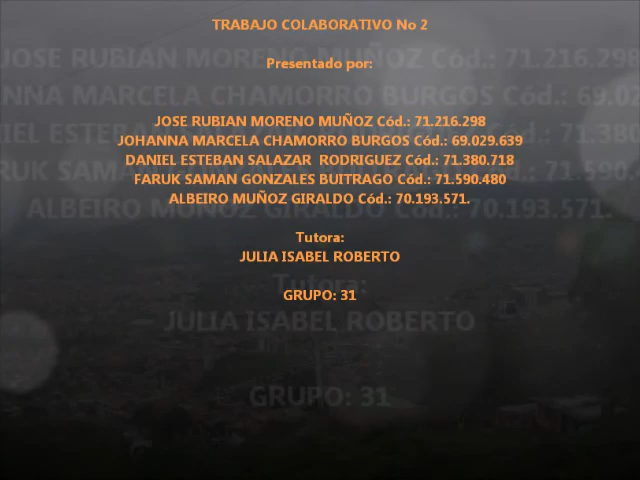 TRABAJO COLABORATIVO No 2
Presentado por:
JOSE RUBIAN MORENO MUÑOZ Cód.: 71.216.298
JOHANNA MARCELA CHAMORRO BURGOS Cód.: 69.029.639
DANIEL ESTEBAN SALAZAR  RODRIGUEZ Cód.: 71.380.718
FARUK SAMAN GONZALES BUITRAGO Cód.: 71.590.480
ALBEIRO MUÑOZ GIRALDO Cód.: 70.193.571.
Tutora:
JULIA ISABEL ROBERTO
GRUPO: 31